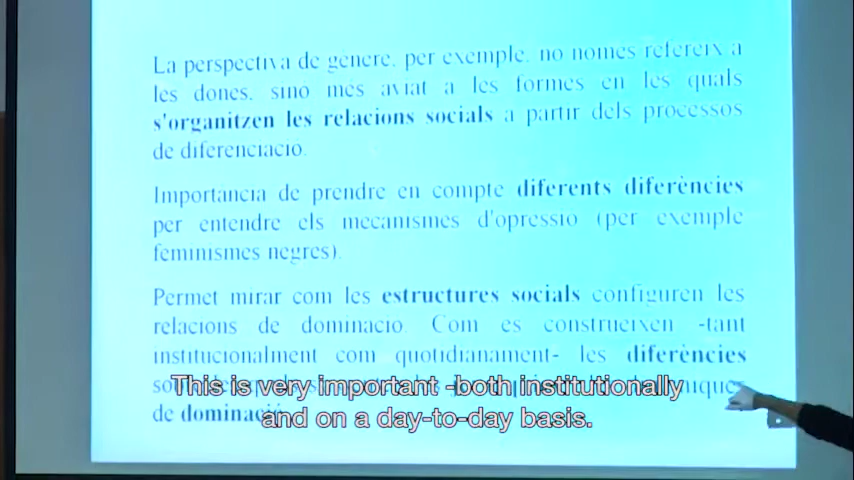 La perspectiva de gènere, per exemple, no només refereix a
les dones, sinó més aviat a les formes en les quals
s'organitzen les relacions socials a partir dels processos
de diferenciació.
Importància de prendre en compte diferents diferències
per entendre els mecanismes d'opressió (per exemple
feminismes negres).
Permet mirar com les estructures socials configuren les
relacions de dominació. Com es construeixen -tant
institucionalment com quotidianament- les diferències
de dominació
This is very important -both institutionally
and on a day-to-day basis.